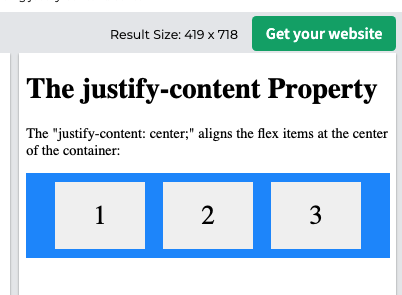 Result Size: 419 x 718
Get your website
The justify-content Property
The "justify-content: center;" aligns the flex items at the center
of the container:
1 2 3